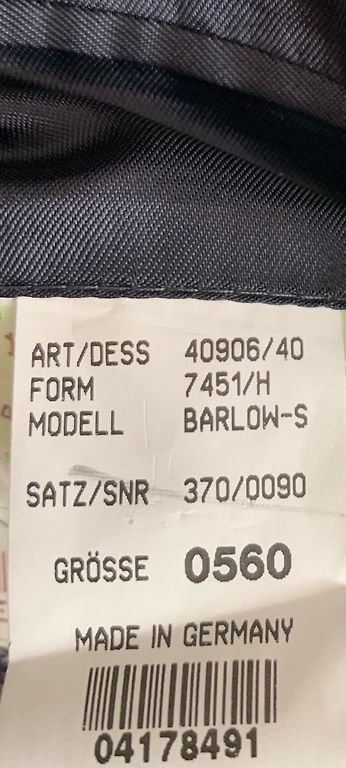 ART/DESS 40906/40
FORM 7451/H
MODELL BARLOW-S
SATZ/SNR 370/0090
GRÖSSE 0560
MADE IN GERMANY
04178491